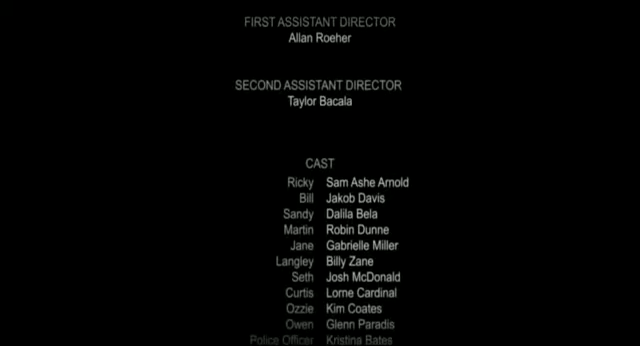 FIRST ASSISTANT DIRECTOR
Allan Roeher
SECOND ASSISTANT DIRECTOR
Taylor Bacala
CAST
Ricky Sam Ashe Arnold
Bill Jakob Davis
Sandy Dalila Bela
Martin Robin Dunne
Jane Gabrielle Miller
Langley Billy Zane
Seth Josh McDonald
Curtis Lorne Cardinal
Ozzie Kim Coates
Owen Glenn Paradis
Police Officer Kristina Bates